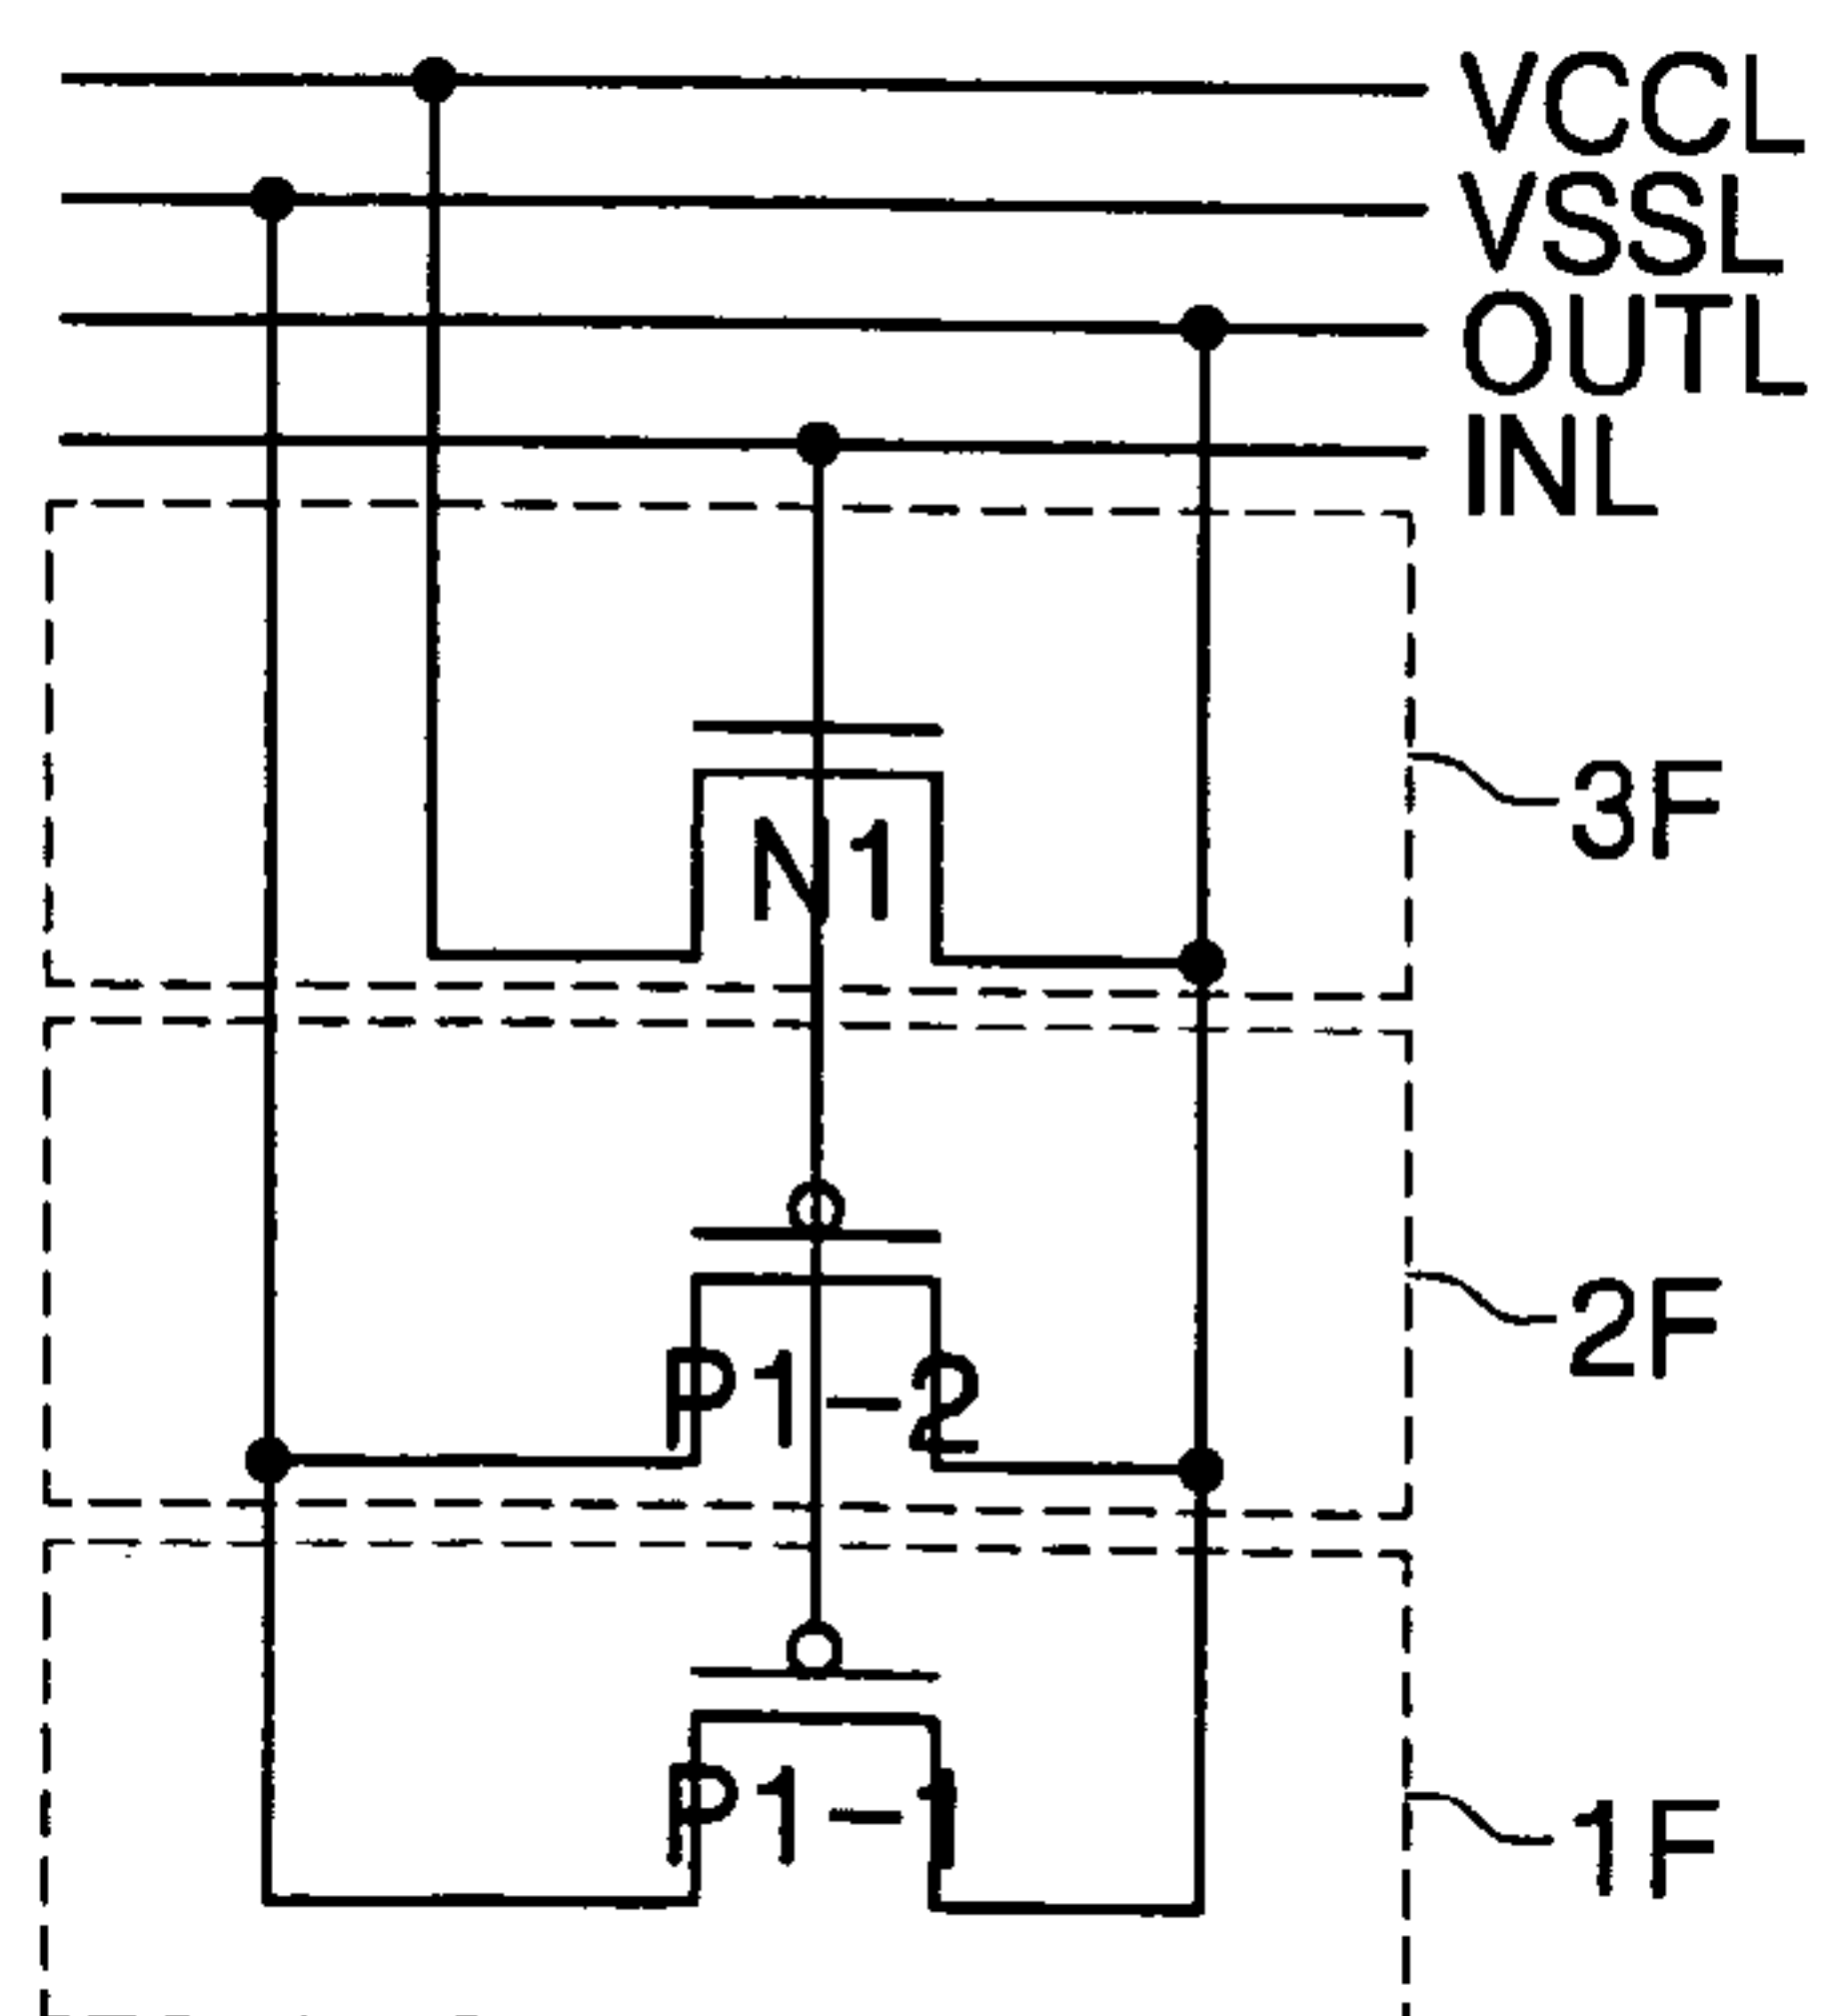 VCCL
VSSL
OUTL
INL
3F
N1
2F
P1-2
1F
P1-1